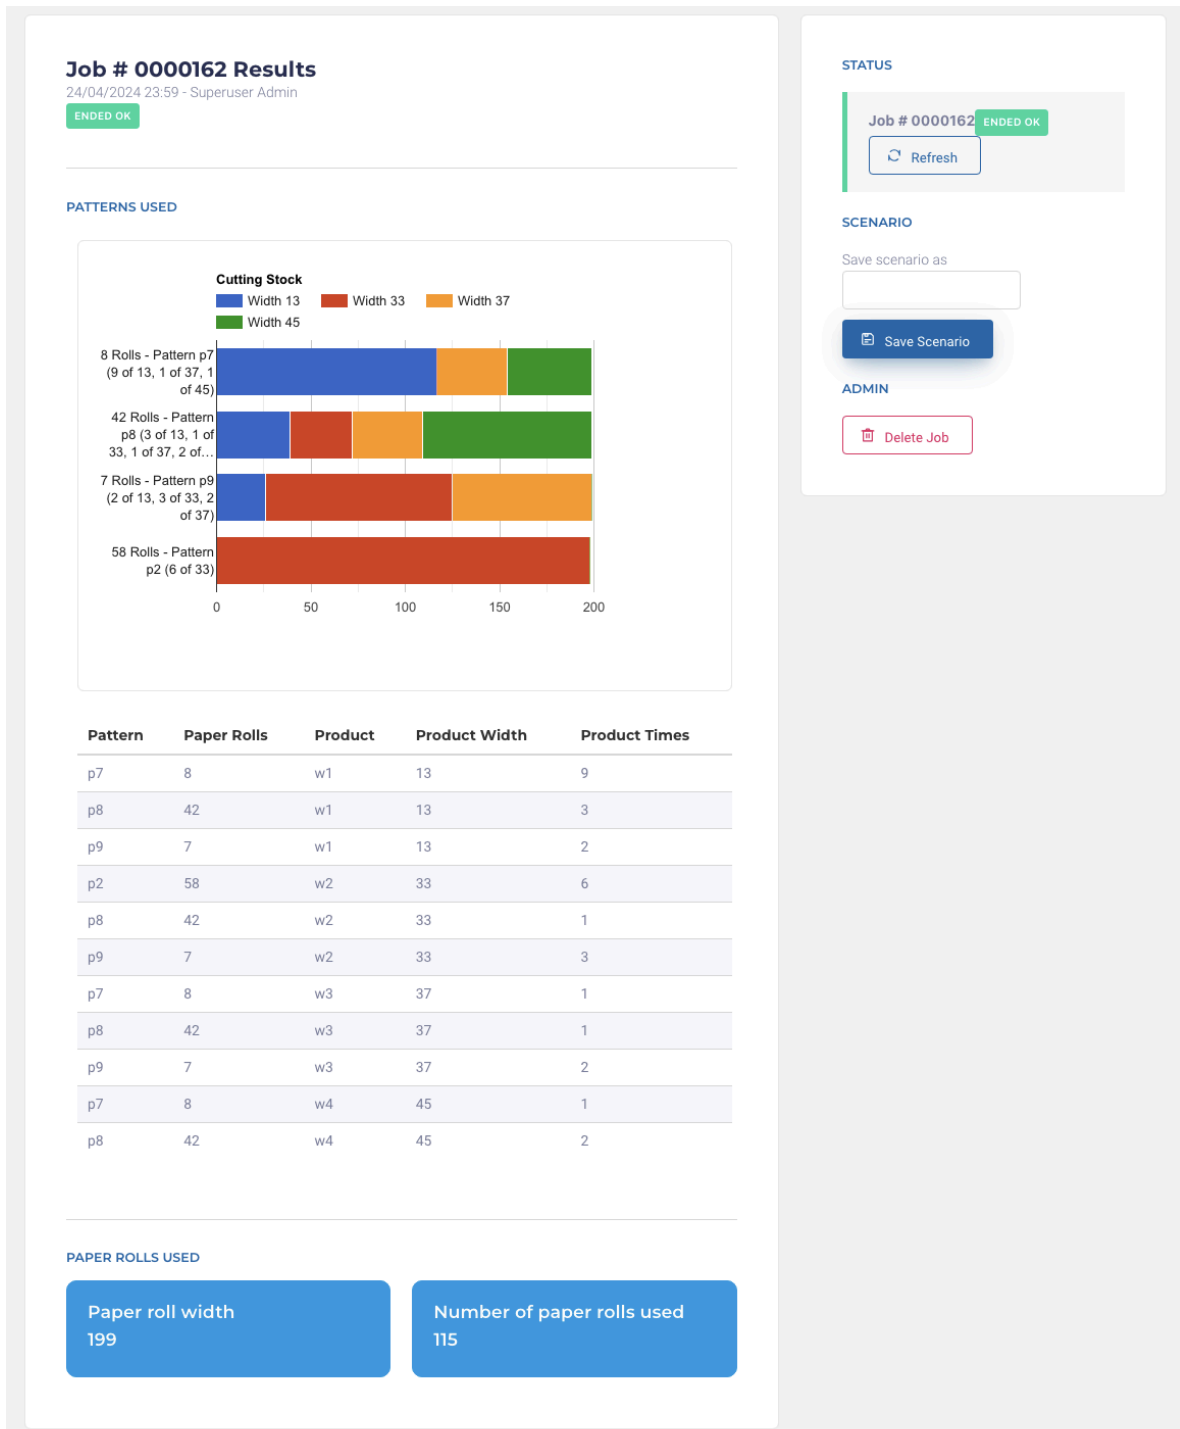 Job # 0000162 Results
24/04/2024 23:59 - Superuser Admin
ENDED OK
PATTERNS USED
Cutting Stock
Width 13 Width 33 Width 37
Width 45
8 Rolls - Pattern p7
(9 of 13, 1 of 37, 1
of 45)
42 Rolls - Pattern
p8 (3 of 13, 1 of
33, 1 of 37, 2 of...
7 Rolls - Pattern p9
(2 of 13, 3 of 33, 2
of 37)
58 Rolls - Pattern
p2 (6 of 33)
0 50 100 150 200
Pattern Paper Rolls Product Product Width Product Times
p7 8 w1 13 9
p8 42 w1 13 3
p9 7 w1 13 2
p2 58 w2 33 6
p8 42 w2 33 1
p9 7 w2 33 3
p7 8 w3 37 1
p8 42 w3 37 1
p9 7 w3 37 2
p7 8 w4 45 1
p8 42 w4 45 2
PAPER ROLLS USED
Paper roll width
199
Number of paper rolls used
115
STATUS
Job # 0000162 ENDED OK
Refresh
SCENARIO
Save scenario as
Save Scenario
ADMIN
Delete Job